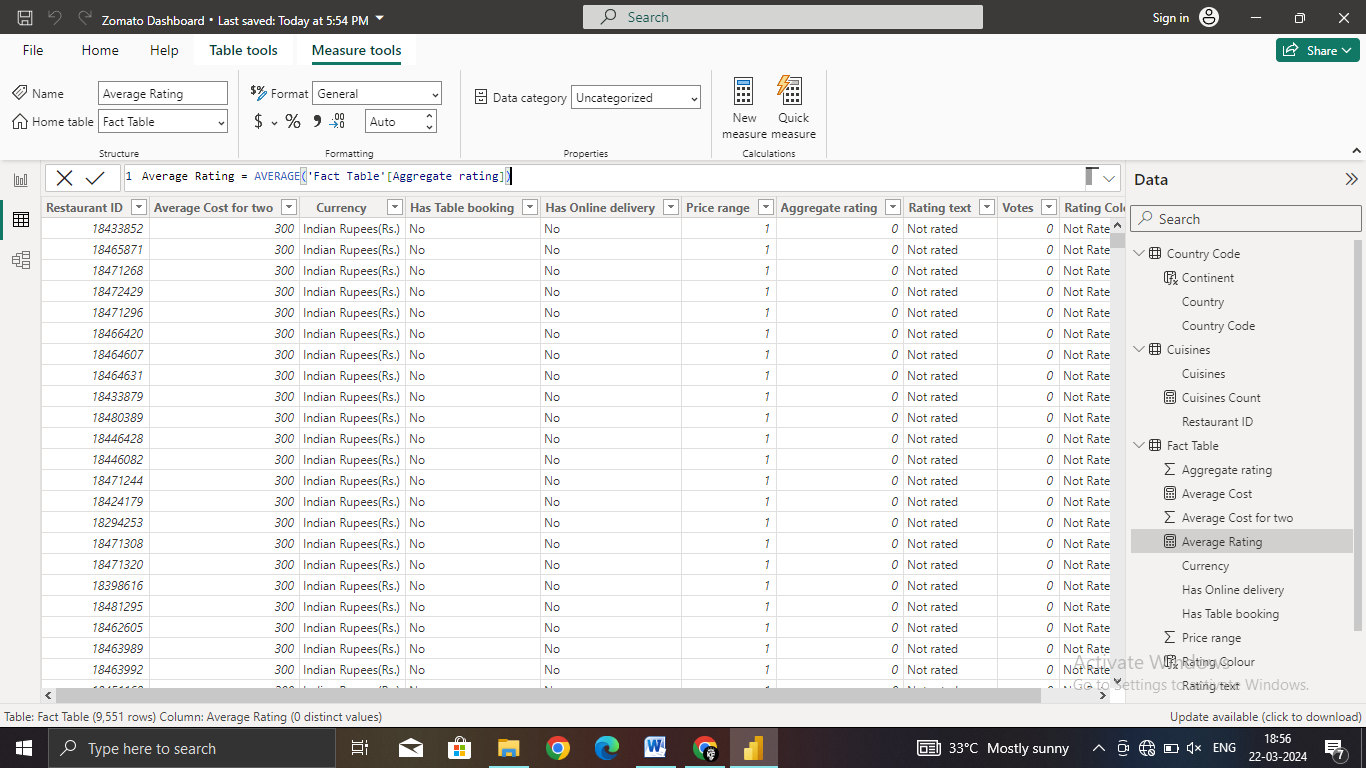 Zomato Dashboard • Last saved: Today at 5:54 PM
Search
Sign in
File Home Help Table tools Measure tools
Share
Name Average Rating
Home table Fact Table
Structure
$% Format General
$ % 9 .00 Auto
Formatting
Data category Uncategorized
Properties
New measure
Quick measure
Calculations
1 Average Rating = AVERAGE('Fact Table'[Aggregate rating])
Restaurant ID Average Cost for two Currency Has Table booking Has Online delivery Price range Aggregate rating Rating text Votes Rating Col
18433852 300 Indian Rupees(Rs.) No No 1 0 Not rated 0 Not Rate
18465871 300 Indian Rupees(Rs.) No No 1 0 Not rated 0 Not Rate
18471268 300 Indian Rupees(Rs.) No No 1 0 Not rated 0 Not Rate
18472429 300 Indian Rupees(Rs.) No No 1 0 Not rated 0 Not Rate
18471296 300 Indian Rupees(Rs.) No No 1 0 Not rated 0 Not Rate
18466420 300 Indian Rupees(Rs.) No No 1 0 Not rated 0 Not Rate
18464607 300 Indian Rupees(Rs.) No No 1 0 Not rated 0 Not Rate
18464631 300 Indian Rupees(Rs.) No No 1 0 Not rated 0 Not Rate
18433879 300 Indian Rupees(Rs.) No No 1 0 Not rated 0 Not Rate
18480389 300 Indian Rupees(Rs.) No No 1 0 Not rated 0 Not Rate
18446428 300 Indian Rupees(Rs.) No No 1 0 Not rated 0 Not Rate
18446082 300 Indian Rupees(Rs.) No No 1 0 Not rated 0 Not Rate
18471244 300 Indian Rupees(Rs.) No No 1 0 Not rated 0 Not Rate
18424179 300 Indian Rupees(Rs.) No No 1 0 Not rated 0 Not Rate
18294253 300 Indian Rupees(Rs.) No No 1 0 Not rated 0 Not Rate
18471308 300 Indian Rupees(Rs.) No No 1 0 Not rated 0 Not Rate
18471320 300 Indian Rupees(Rs.) No No 1 0 Not rated 0 Not Rate
18398616 300 Indian Rupees(Rs.) No No 1 0 Not rated 0 Not Rate
18481295 300 Indian Rupees(Rs.) No No 1 0 Not rated 0 Not Rate
18462605 300 Indian Rupees(Rs.) No No 1 0 Not rated 0 Not Rate
18463989 300 Indian Rupees(Rs.) No No 1 0 Not rated 0 Not Rate
18463992 300 Indian Rupees(Rs.) No No 1 0 Not rated 0 Not Rate
Data
Search
Country Code
Continent
Country
Country Code
Cuisines
Cuisines
Cuisines Count
Restaurant ID
Fact Table
Aggregate rating
Average Cost
Average Cost for two
Average Rating
Currency
Has Online delivery
Has Table booking
Price range
Rating Colour
Rating text
Activate Windows
Go to Settings to activate Windows.
Table: Fact Table (9,551 rows) Column: Average Rating (0 distinct values)
Update available (click to download)
Type here to search
33°C Mostly sunny
ENG
18:56
22-03-2024
7